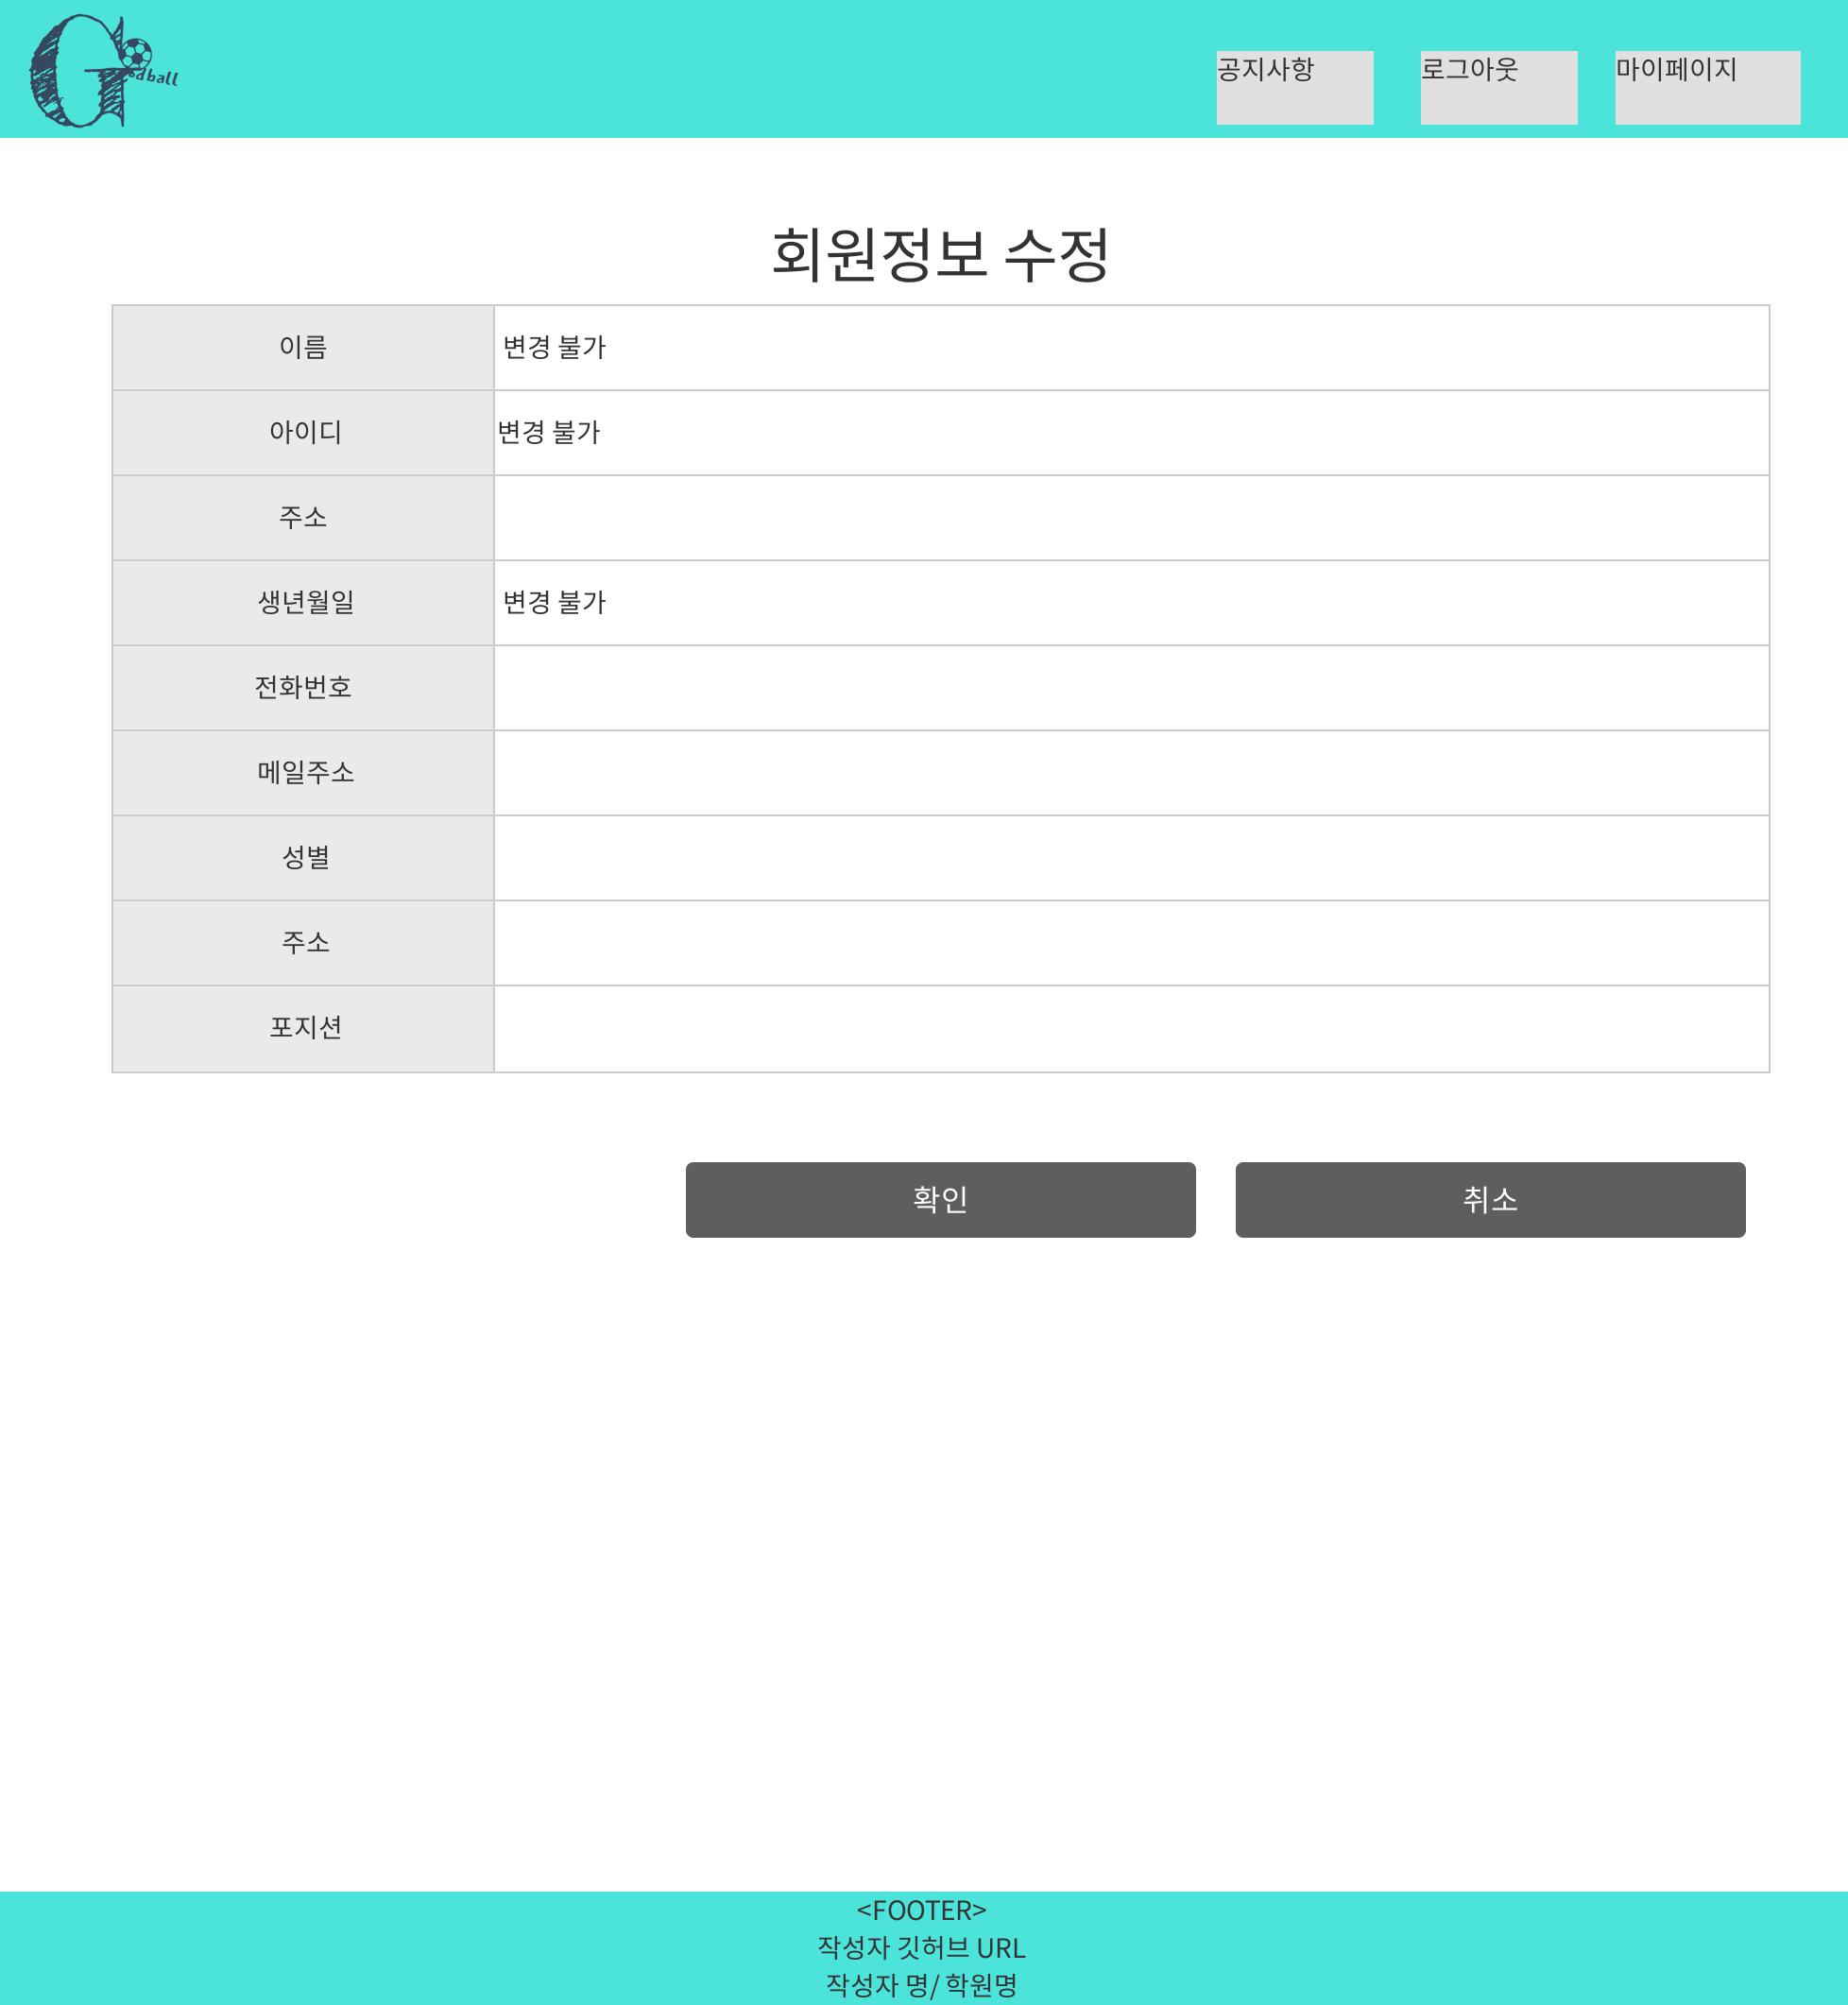 Goodball
공지사항
로그아웃
마이페이지
회원정보 수정
이름 변경 불가
아이디 변경 불가
주소
생년월일 변경 불가
전화번호
메일주소
성별
주소
포지션
확인
취소
<FOOTER>
작성자 깃허브 URL
작성자 명/ 학원명